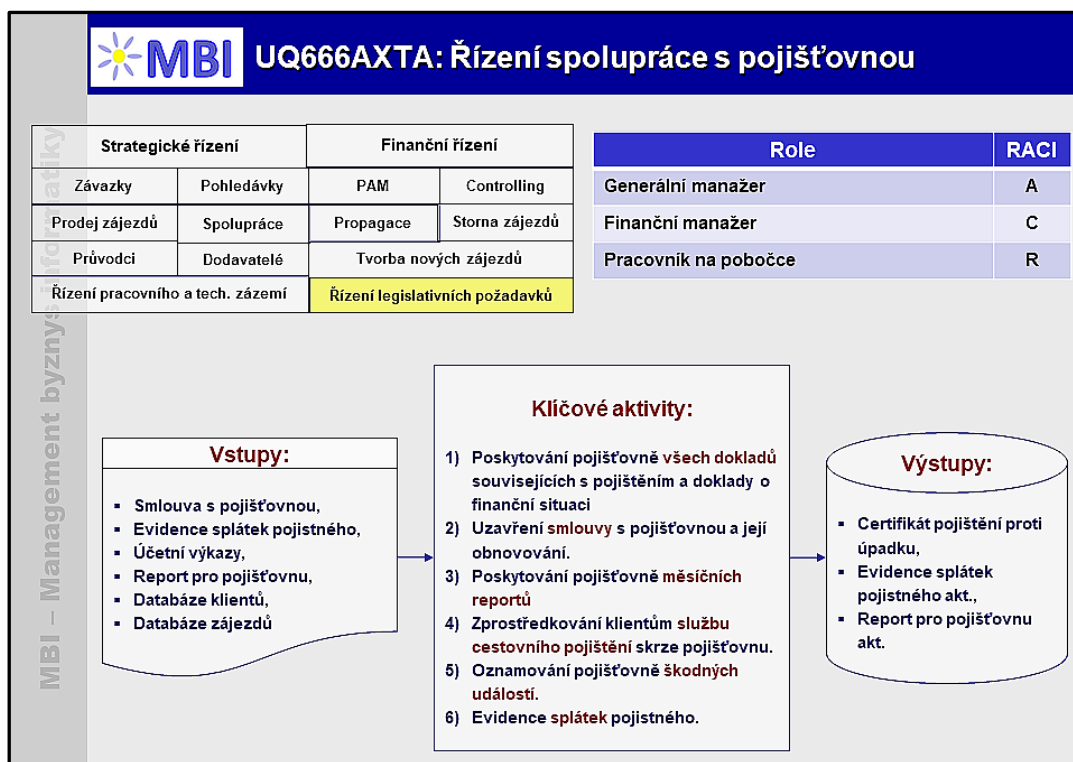 MBI
UQ666AXTA: Řízení spolupráce s pojišťovnou
MBI – Management byznys informatiky
Strategické řízení
Finanční řízení
Závazky
Pohledávky
PAM
Controlling
Prodej zájezdů
Spolupráce
Propagace
Storna zájezdů
Průvodci
Dodavatelé
Tvorba nových zájezdů
Řízení pracovního a tech. zázemí
Řízení legislativních požadavků
Role
RACI
Generální manažer
A
Finanční manažer
C
Pracovník na pobočce
R
Vstupy:
▪ Smlouva s pojišťovnou,
▪ Evidence splátek pojistného,
▪ Účetní výkazy,
▪ Report pro pojišťovnu,
▪ Databáze klientů,
▪ Databáze zájezdů
Klíčové aktivity:
1) Poskytování pojišťovně všech dokladů
souvisejících s pojištěním a doklady o
finanční situaci
2) Uzavření smlouvy s pojišťovnou a její
obnovování.
3) Poskytování pojišťovně měsíčních
reportů
4) Zprostředkování klientům službu
cestovního pojištění skrze pojišťovnu.
5) Oznamování pojišťovně škodných
událostí.
6) Evidence splátek pojistného.
Výstupy:
▪ Certifikát pojištění proti
úpadku,
▪ Evidence splátek
pojistného akt.,
▪ Report pro pojišťovnu
akt.